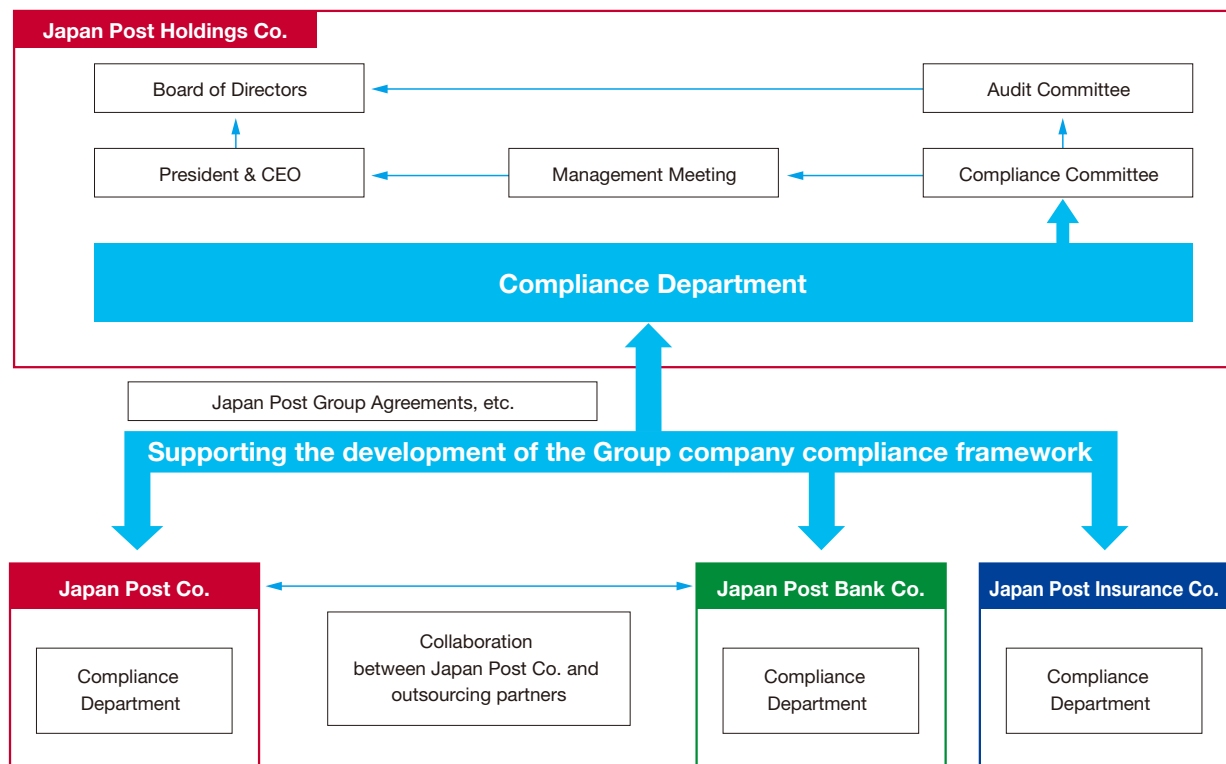 Japan Post Holdings Co.
Board of Directors
Audit Committee
President & CEO
Management Meeting
Compliance Committee
Compliance Department
Japan Post Group Agreements, etc.
Supporting the development of the Group company compliance framework
Japan Post Co.
Japan Post Bank Co.
Japan Post Insurance Co.
Compliance
Department
Collaboration
between Japan Post Co. and
outsourcing partners
Compliance
Department
Compliance
Department